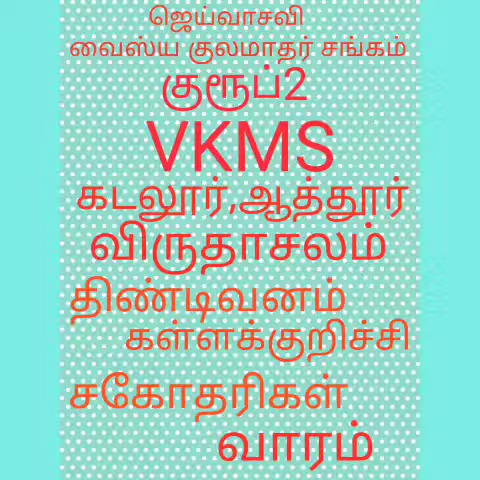 ஜெய்வாசவி
வைஸ்ய குலமாதர் சங்கம்
குரூப்2
VKMS
கடலூர்,ஆத்தூர்
விருதாசலம்
திண்டிவனம்
கள்ளக்குறிச்சி
சகோதரிகள்
வாரம்